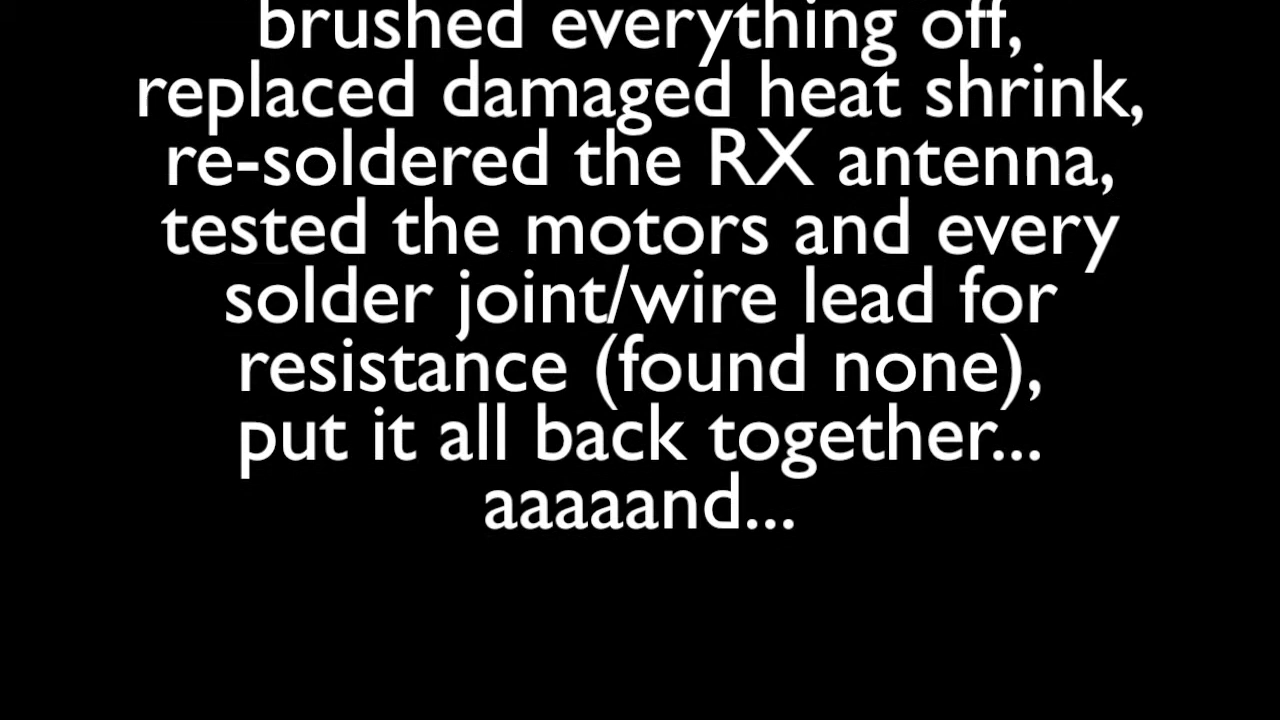 brushed everything off,
replaced damaged heat shrink,
re-soldered the RX antenna,
tested the motors and every
solder joint/wire lead for
resistance (found none),
put it all back together...
aaaaand...